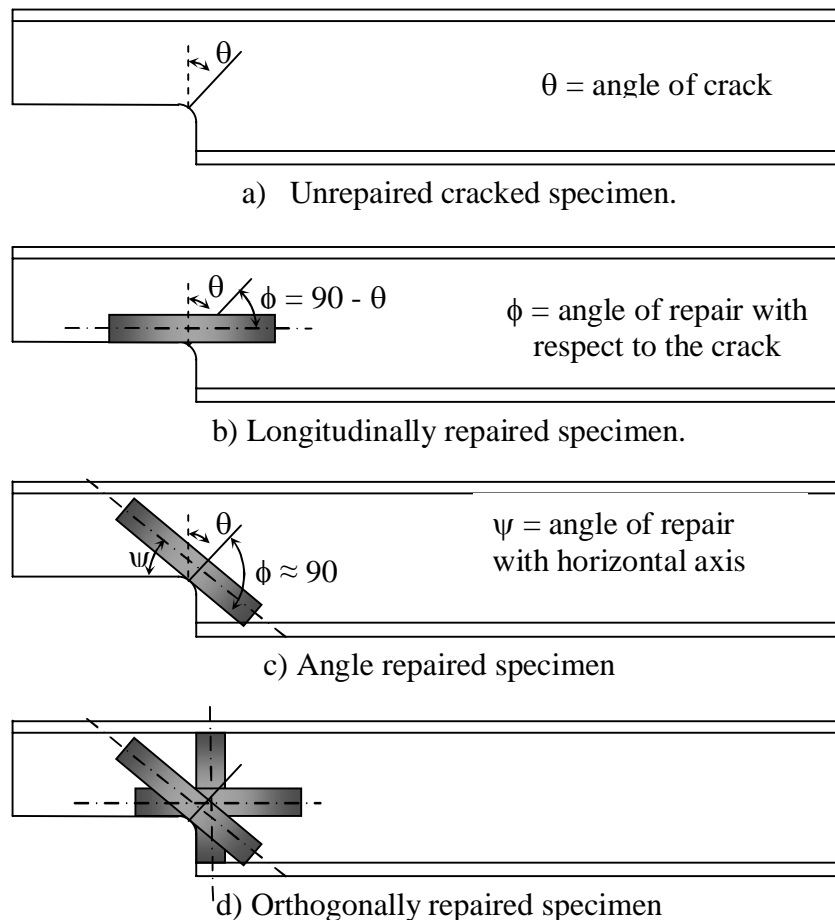 θ
θ = angle of crack
a) Unrepaired cracked specimen.
θ
ϕ = 90 - θ
ϕ = angle of repair with
respect to the crack
b) Longitudinally repaired specimen.
θ
ψ
ϕ ≈ 90
ψ = angle of repair
with horizontal axis
c) Angle repaired specimen
d) Orthogonally repaired specimen